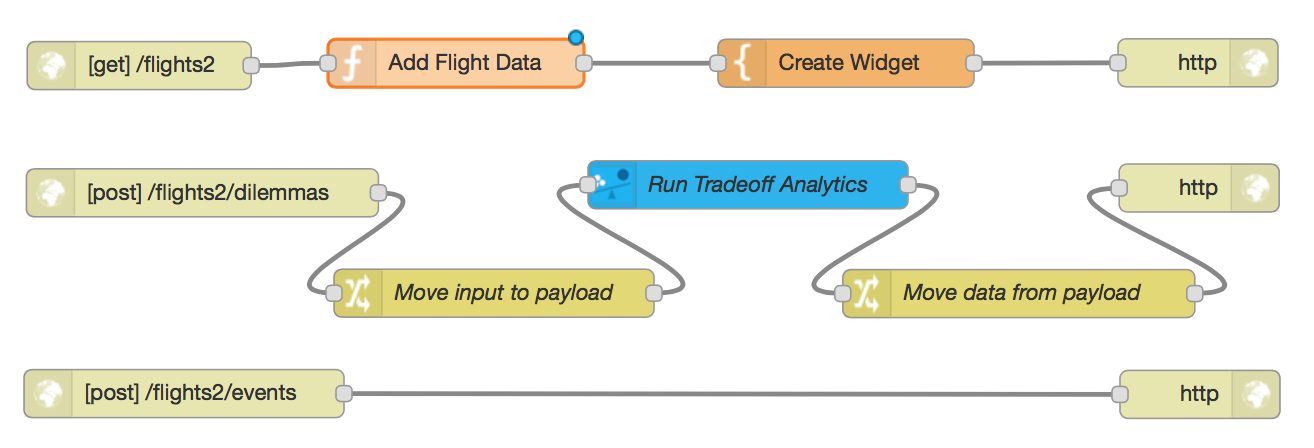 [get] /flights2
Add Flight Data
Create Widget
http
[post] /flights2/dilemmas
Run Tradeoff Analytics
http
Move input to payload
Move data from payload
[post] /flights2/events
http